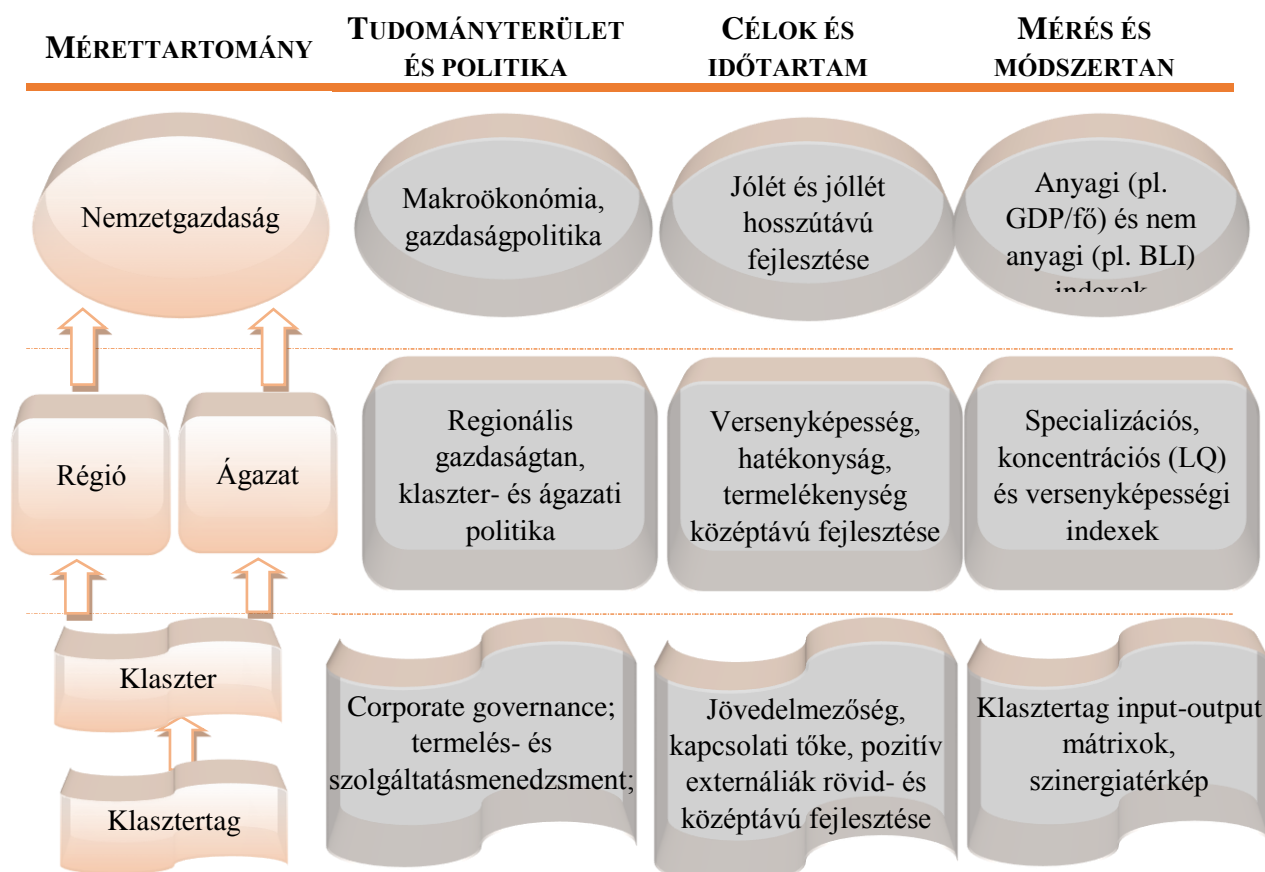 MÉRETTARTOMÁNY
TUDOMÁNYTERÜLET
ÉS POLITIKA
CÉLOK ÉS
IDŐTARTAM
MÉRÉS ÉS
MÓDSZERTAN
Nemzetgazdaság
Makroökonómia,
gazdaságpolitika
Jólét és jóllét
hosszútávú
fejlesztése
Anyagi (pl.
GDP/fő) és nem
anyagi (pl. BLI)
indexek
Régió
Ágazat
Regionális
gazdaságtan,
klaszter- és ágazati
politika
Versenyképesség,
hatékonyság,
termelékenység
középtávú fejlesztése
Specializációs,
koncentrációs (LQ)
és versenyképességi
indexek
Klaszter
Klasztertag
Corporate governance;
termelés- és
szolgáltatásmenedzsment;
Jövedelmezőség,
kapcsolati tőke, pozitív
externáliák rövid- és
középtávú fejlesztése
Klasztertag input-output
mátrixok,
szinergiatérkép